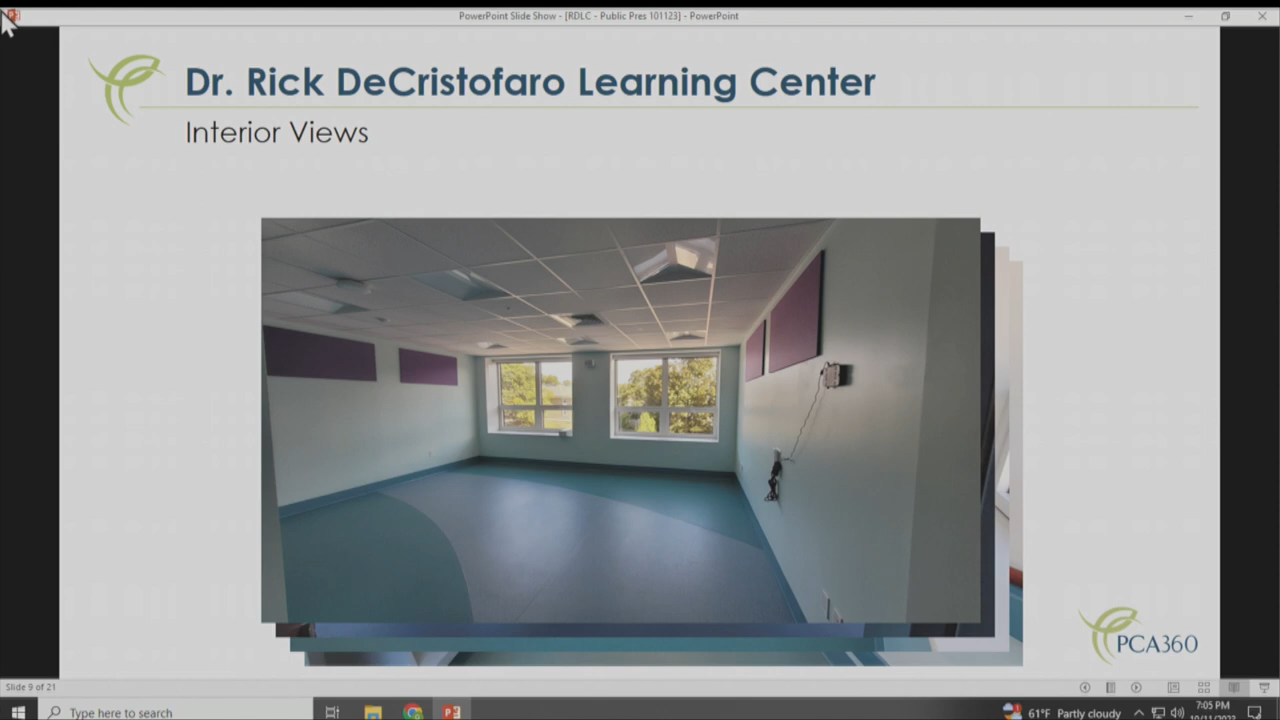 PowerPoint Slide Show - [RDLC - Public Pres 101123] - PowerPoint
Dr. Rick DeCristofaro Learning Center
Interior Views
PCA360
Slide 9 of 21
Type here to search
61°F Partly cloudy
7:05 PM